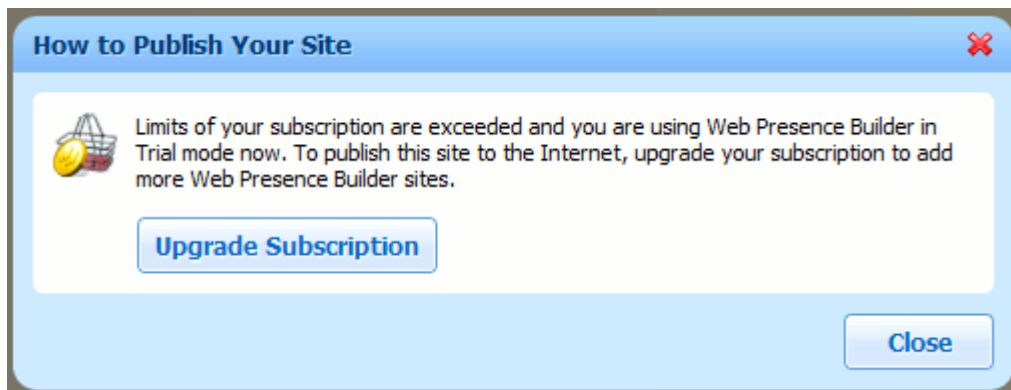 How to Publish Your Site
Limits of your subscription are exceeded and you are using Web Presence Builder in
Trial mode now. To publish this site to the Internet, upgrade your subscription to add
more Web Presence Builder sites.
Upgrade Subscription
Close